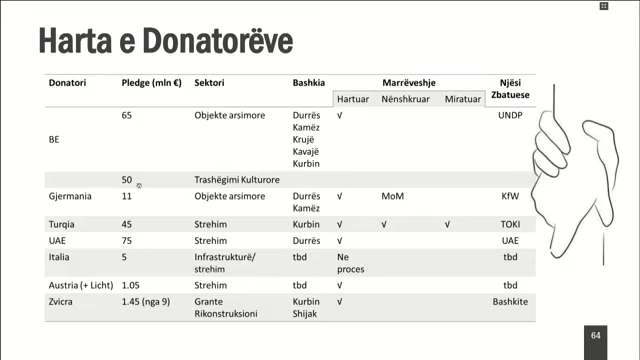 Harta e Donatorëve
Donatori Pledge (mln €) Sektori Bashkia Marrëveshje Njësi Zbatuese
Hartuar Nënshkruar Miratuar
BE 65 Objekte arsimore Durrës √ UNDP
Kamëz
Krujë
Kavajë
Kurbin
50 Trashëgimi Kulturore
Gjermania 11 Objekte arsimore Durrës √ MoM KfW
Kamëz
Turqia 45 Strehim Kurbin √ √ √ TOKI
UAE 75 Strehim Durrës √ UAE
Italia 5 Infrastrukturë/ tbd Ne tbd
strehim proces
Austria (+ Licht) 1.05 Strehim tbd √ tbd
Zvicra 1.45 (nga 9) Grante Kurbin √ Bashkite
Rikonstruksioni Shijak
64